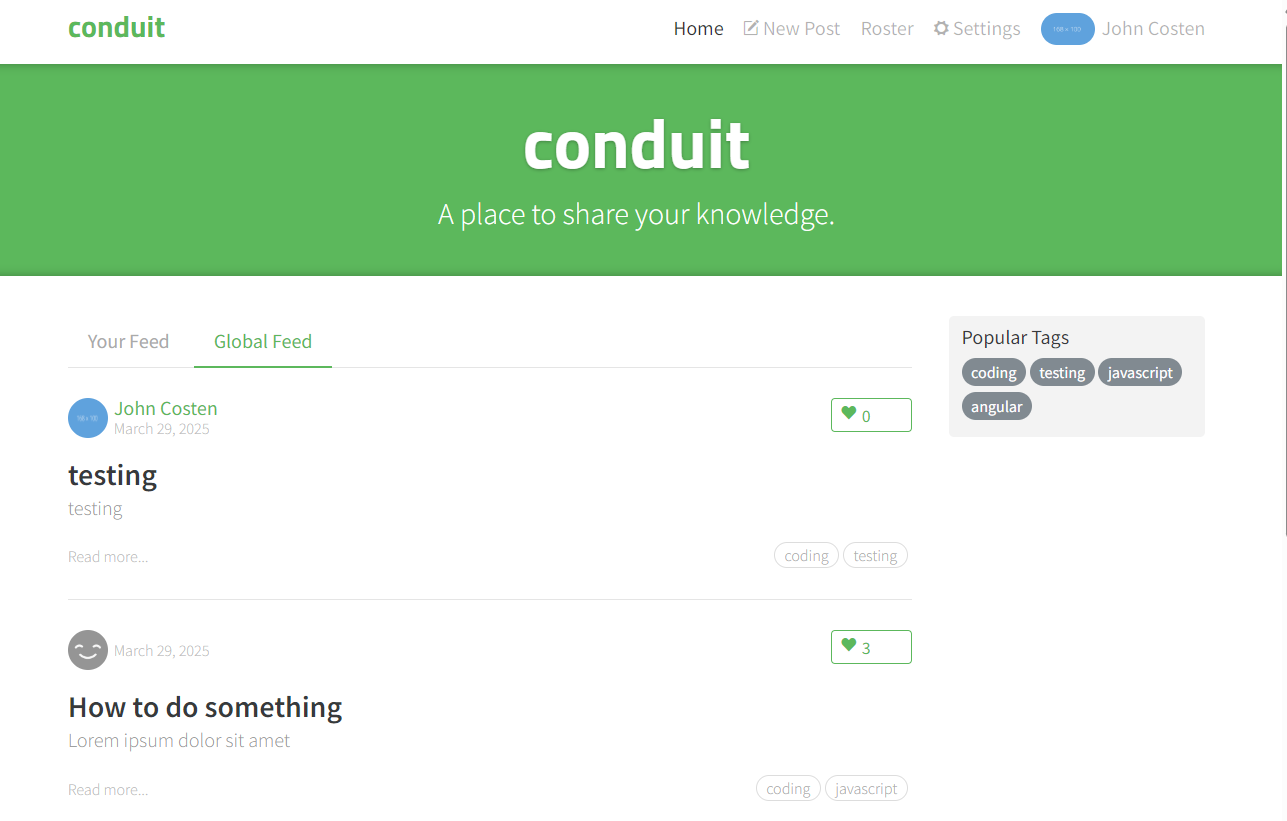 conduit
Home New Post Roster Settings John Costen
conduit
A place to share your knowledge.
Your Feed Global Feed
Popular Tags
coding testing javascript
angular
John Costen
March 29, 2025
0
testing
testing
Read more...
coding testing
March 29, 2025
3
How to do something
Lorem ipsum dolor sit amet
Read more...
coding javascript